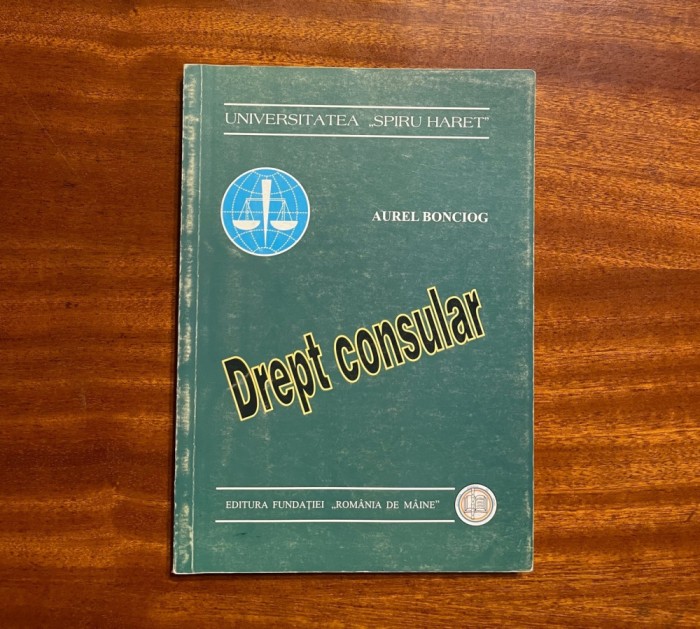 UNIVERSITATEA „SPIRU HARET”
AUREL BONCIOG
Drept consular
EDITURA FUNDAȚIEI „ROMÂNIA DE MÂINE”